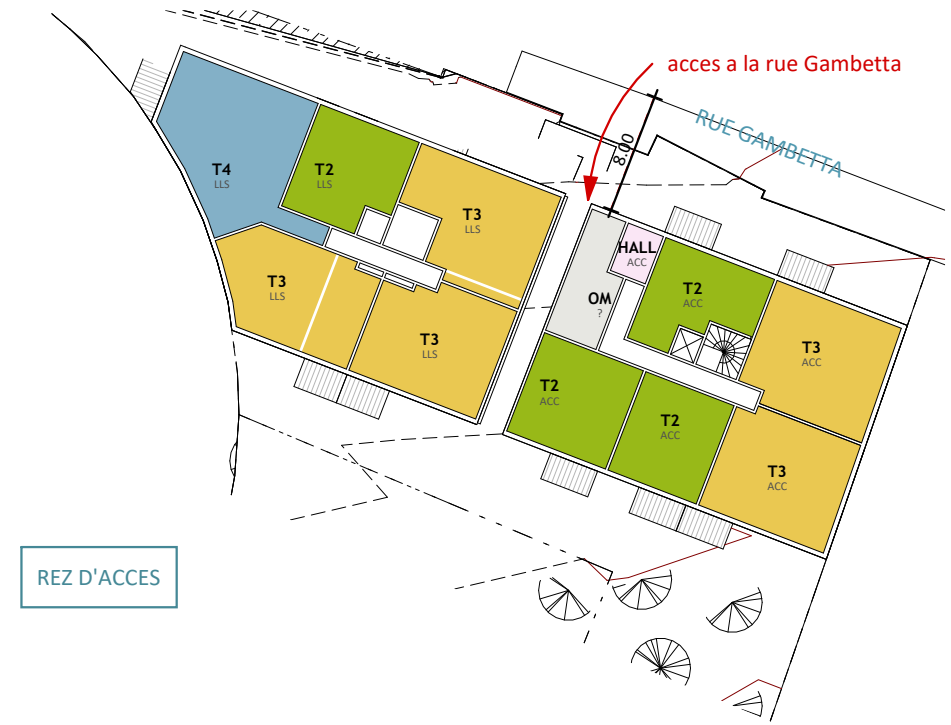 acces a la rue Gambetta
RUE GAMBETTA
8.00
T4
LLS
T2
LLS
T3
LLS
T3
LLS
T3
LLS
HALL
ACC
OM
?
T2
ACC
T3
ACC
T2
ACC
T2
ACC
T3
ACC
REZ D'ACCES